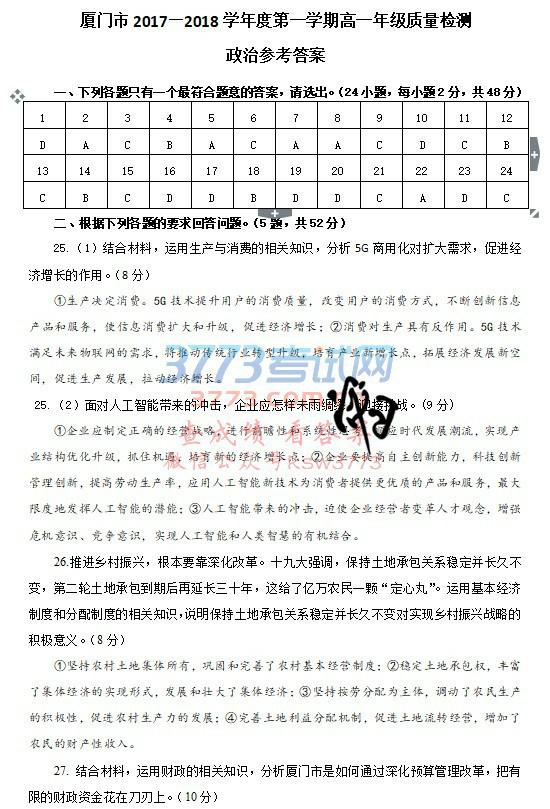 厦门市 2017—2018 学年度第一学期高一年级质量检测
政治参考答案
一、下列各题只有一个最符合题意的答案，请选出。（24 小题，每小题 2 分，共 48 分）
1 2 3 4 5 6 7 8 9 10 11 12
D A C B A C A A C D C B
13 14 15 16 17 18 19 20 21 22 23 24
C B C D D B D D C A D C
二、根据下列各题的要求回答问题。（5 题，共 52 分）
25.（1）结合材料，运用生产与消费的相关知识，分析 5G 商用化对扩大需求，促进经
济增长的作用。（8 分）
①生产决定消费。5G 技术提升用户的消费质量，改变用户的消费方式，不断创新信息
产品和服务，使信息消费扩大和升级，促进经济增长；②消费对生产具有反作用。5G 技术
满足未来物联网的需求，将推动传统行业转型升级，培育产业新增长点，拓展经济发展新空
间，促进生产发展，拉动经济增长。
25.（2）面对人工智能带来的冲击，企业应怎样未雨绸缪，迎接挑战。（9 分）
①企业应制定正确的经营战略，进行前瞻性和系统性 应时代发展潮流，实现产
业结构优化升级，抓住机遇，培育新的经济增长点；②企业要提高自主创新能力，科技创新
管理创新，提高劳动生产率，应用人工智能新技术为消费者提供更优质的产品和服务，最大
限度地发挥人工智能的潜能；③人工智能带来的冲击，迫使企业经营者变革人才观念，增强
危机意识、竞争意识，实现人工智能和人类智慧的有机结合。
26.推进乡村振兴，根本要靠深化改革。十九大强调，保持土地承包关系稳定并长久不
变，第二轮土地承包到期后再延长三十年，这给了亿万农民一颗“定心丸”。运用基本经济
制度和分配制度的相关知识，说明保持土地承包关系稳定并长久不变对实现乡村振兴战略的
积极意义。（8 分）
①坚持农村土地集体所有，巩固和完善了农村基本经营制度；②稳定土地承包权，丰富
了集体经济的实现形式，发展和壮大了集体经济；③坚持按劳分配为主体，调动了农民生产
的积极性，促进农村生产力的发展；④完善土地利益分配机制，促进土地流转经营，增加了
农民的财产性收入。
27. 结合材料，运用财政的相关知识，分析厦门市是如何通过深化预算管理改革，把有
限的财政资金花在刀刃上。（10 分）
3773考试网
3773.com
查成绩 看答案
微信公众号KSW3773